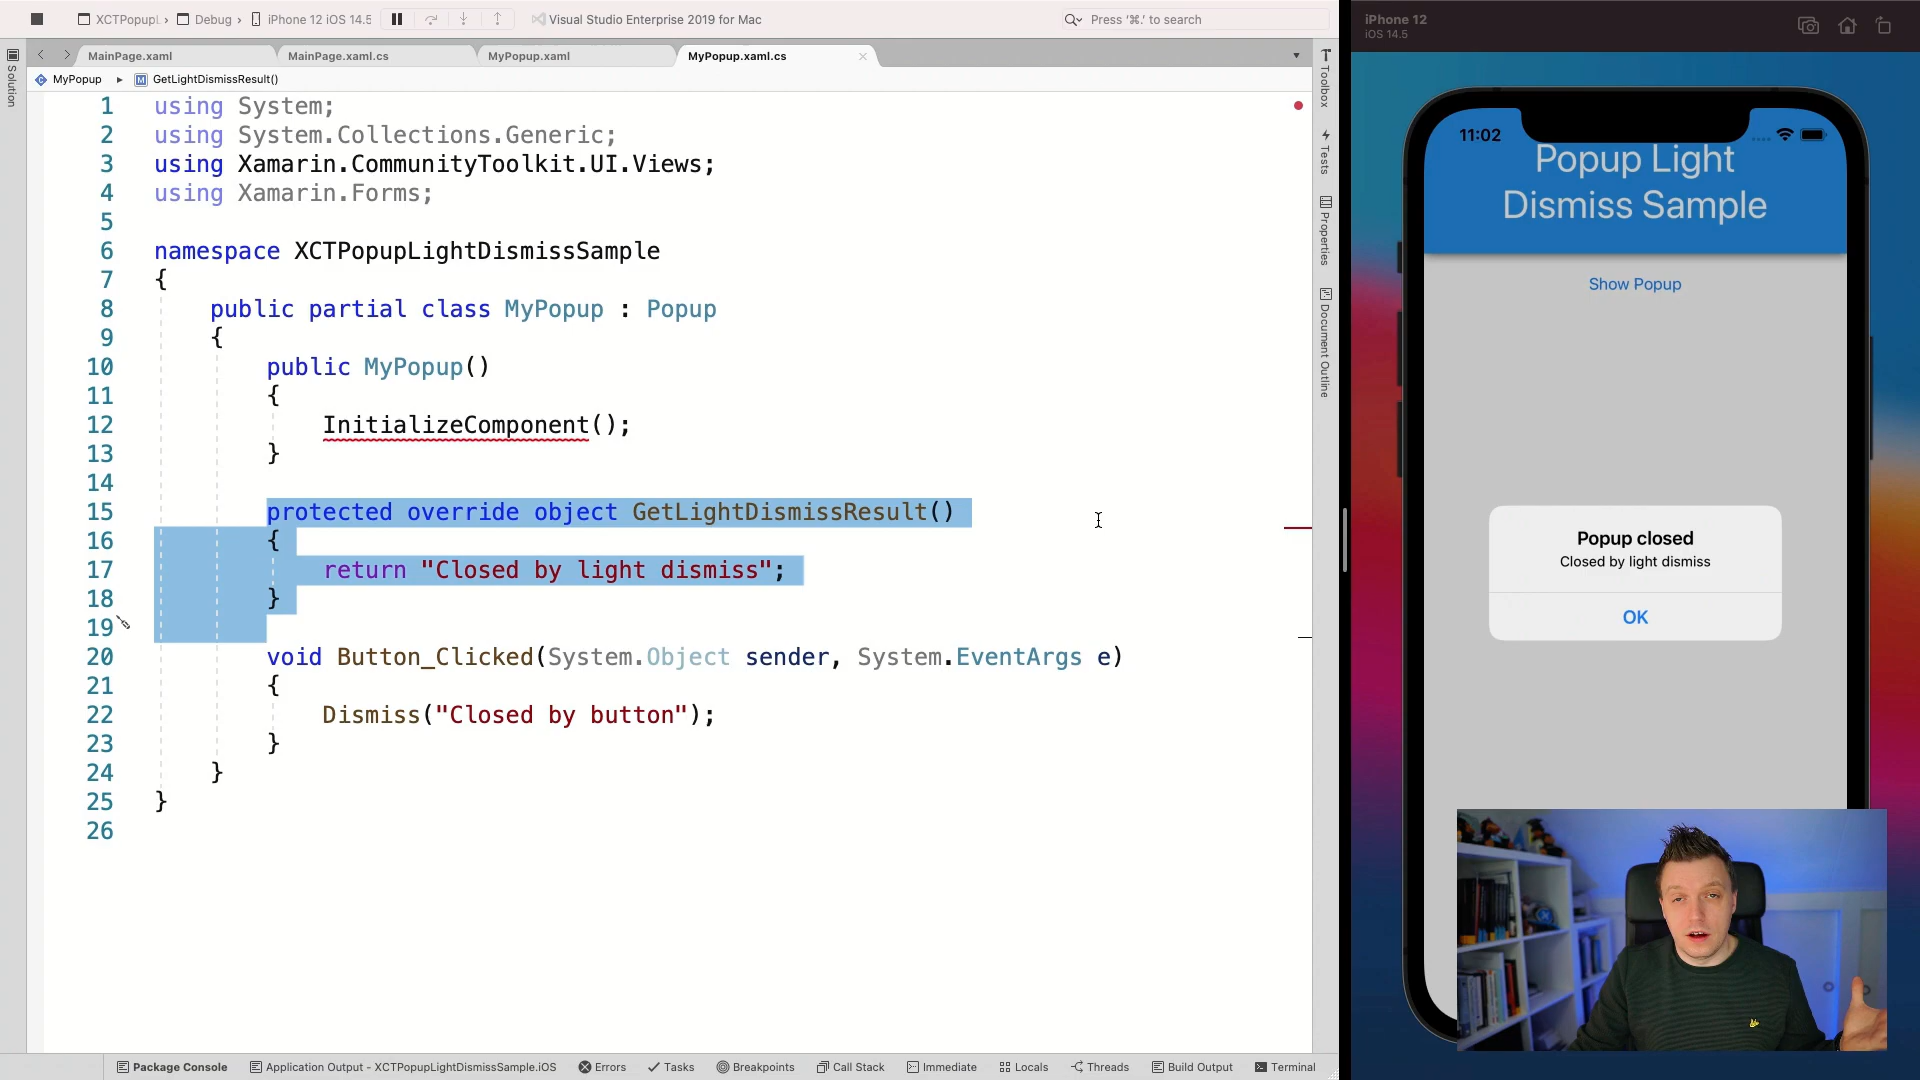 XCTPopupl › Debug › iPhone 12 iOS 14.5
Visual Studio Enterprise 2019 for Mac
Press '⌘.' to search
MainPage.xaml
MainPage.xaml.cs
MyPopup.xaml
MyPopup.xaml.cs
MyPopup
GetLightDismissResult()
Solution
1 using System;
2 using System.Collections.Generic;
3 using Xamarin.CommunityToolkit.UI.Views;
4 using Xamarin.Forms;
5
6 namespace XCTPopupLightDismissSample
7 {
8 public partial class MyPopup : Popup
9 {
10 public MyPopup()
11 {
12 InitializeComponent();
13 }
14
15 protected override object GetLightDismissResult()
16 {
17 return "Closed by light dismiss";
18 }
19
20 void Button_Clicked(System.Object sender, System.EventArgs e)
21 {
22 Dismiss("Closed by button");
23 }
24 }
25 }
26
Toolbox
Tests
Properties
Document Outline
Package Console
Application Output - XCTPopupLightDismissSample.iOS
Errors
Tasks
Breakpoints
Call Stack
Immediate
Locals
Threads
Build Output
Terminal
iPhone 12
iOS 14.5
11:02
Popup Light
Dismiss Sample
Show Popup
Popup closed
Closed by light dismiss
OK